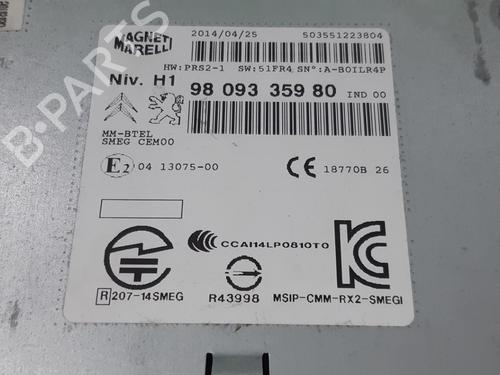 MAGNETI MARELLI
2014/04/25 503551223804
HW:PRS2-1 SW:51FR4 SN°:A-B0ILR4P
Niv. H1
98 093 359 80 IND 00
MM-BTEL
SMEG CEM00
E2 04 13075-00
CE 18770B 26
CCAI14LP0810T0
R 207-14SMEG
R43998
MSIP-CMM-RX2-SMEGI
KC
B-PARTS